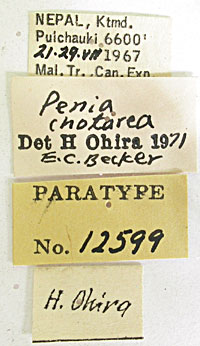 NEPAL, Ktmd.
Pulchauki 6600'
21-29.VII 1967
Mal. Tr., Can. Exp.
Penia
chotarea
Det H Ohira 1971
E.C. Becker
PARATYPE
No. 12599
H. Ohira